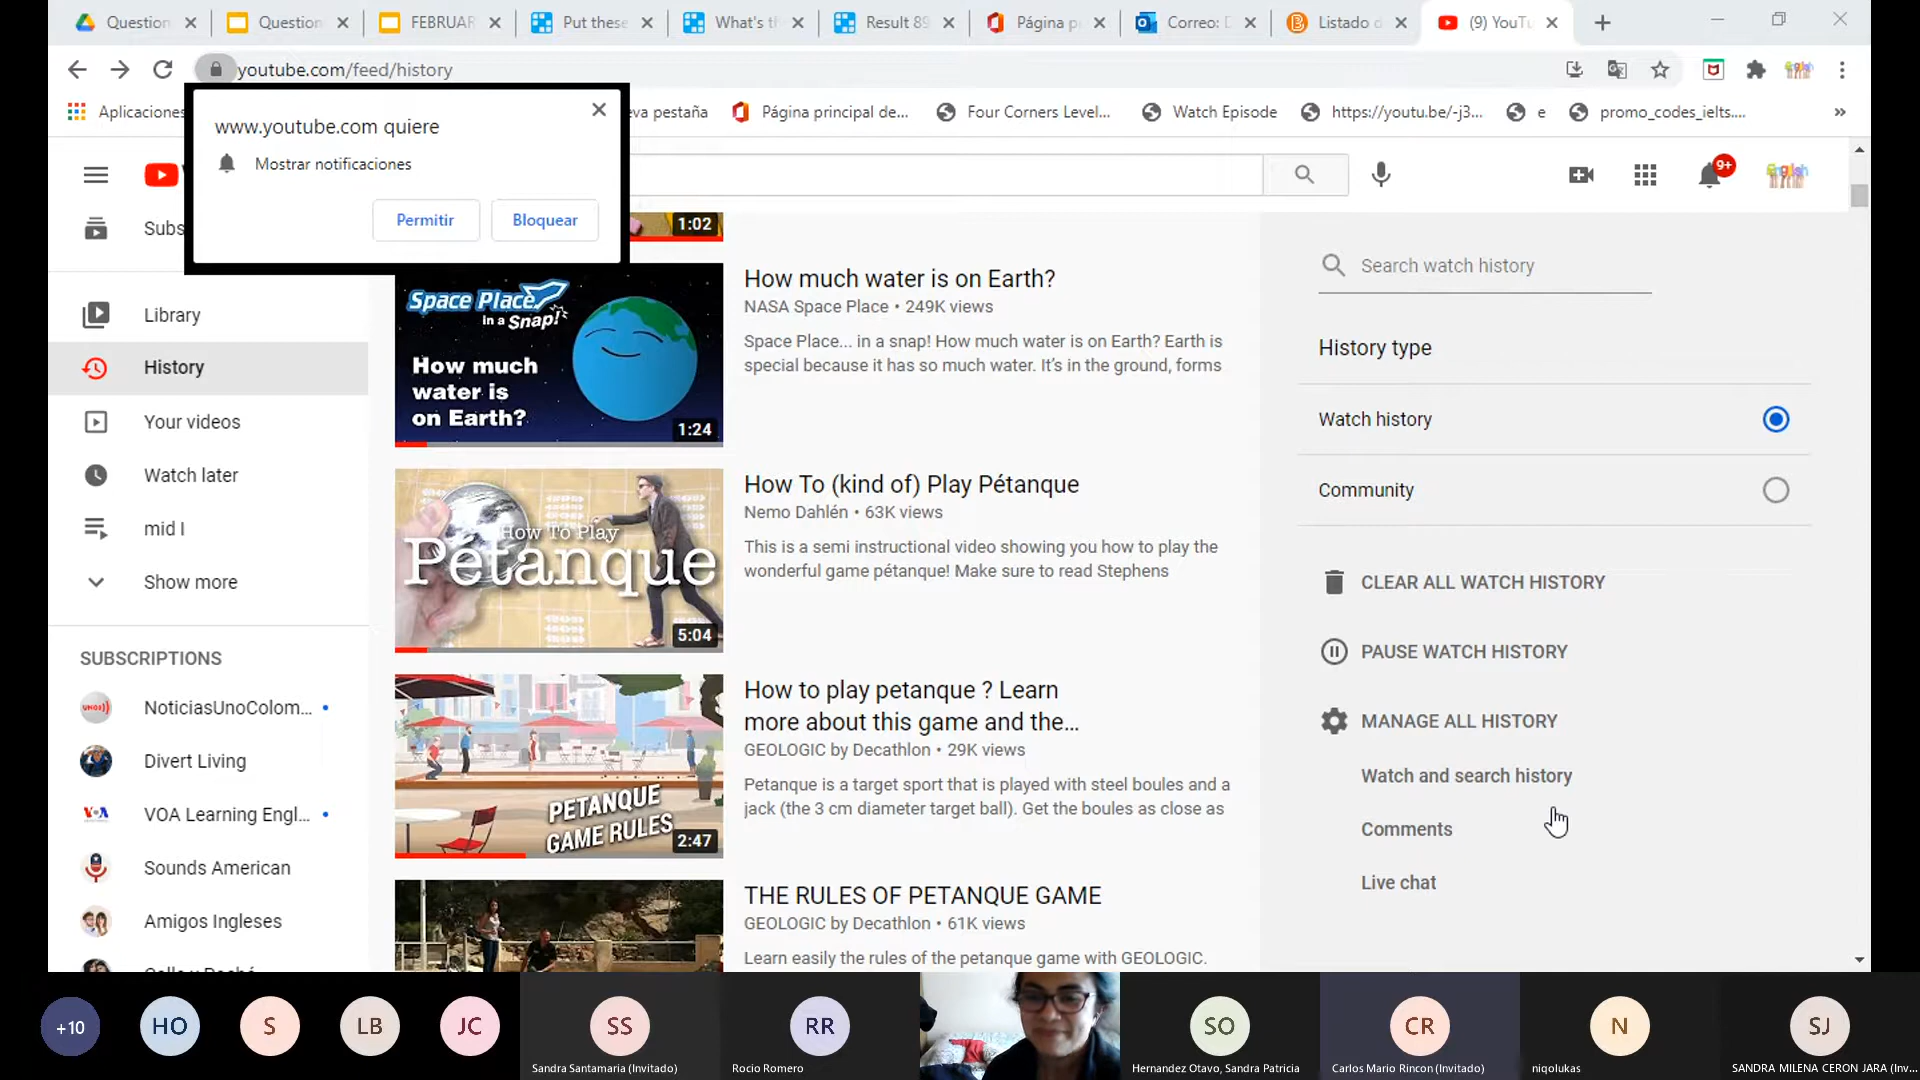 Question
Question
FEBRUAR
Put these
What's th
Result 89
Página p
Correo: D
Listado d
(9) YouTu
youtube.com/feed/history
Aplicaciones
eva pestaña
Página principal de...
Four Corners Level...
Watch Episode
https://youtu.be/-j3...
e
promo_codes_ielts....
»
www.youtube.com quiere
Mostrar notificaciones
Permitir
Bloquear
9+
English
Subs
Library
History
Your videos
Watch later
mid I
Show more
SUBSCRIPTIONS
NoticiasUnoColom...
Divert Living
VOA Learning Engl...
Sounds American
Amigos Ingleses
1:02
Space Place
in a Snap!
How much
water is
on Earth?
1:24
How much water is on Earth?
NASA Space Place • 249K views
Space Place... in a snap! How much water is on Earth? Earth is
special because it has so much water. It's in the ground, forms
How To Play
Pétanque
5:04
How To (kind of) Play Pétanque
Nemo Dahlén • 63K views
This is a semi instructional video showing you how to play the
wonderful game pétanque! Make sure to read Stephens
PETANQUE
GAME RULES
2:47
How to play petanque ? Learn
more about this game and the...
GEOLOGIC by Decathlon • 29K views
Petanque is a target sport that is played with steel boules and a
jack (the 3 cm diameter target ball). Get the boules as close as
THE RULES OF PETANQUE GAME
GEOLOGIC by Decathlon • 61K views
Learn easily the rules of the petanque game with GEOLOGIC.
Search watch history
History type
Watch history
Community
CLEAR ALL WATCH HISTORY
PAUSE WATCH HISTORY
MANAGE ALL HISTORY
Watch and search history
Comments
Live chat
+10
HO
S
LB
JC
SS
Sandra Santamaria (Invitado)
RR
Rocio Romero
SO
Hernandez Otavo, Sandra Patricia
CR
Carlos Mario Rincon (Invitado)
N
niqolukas
SJ
SANDRA MILENA CERON JARA (Inv...